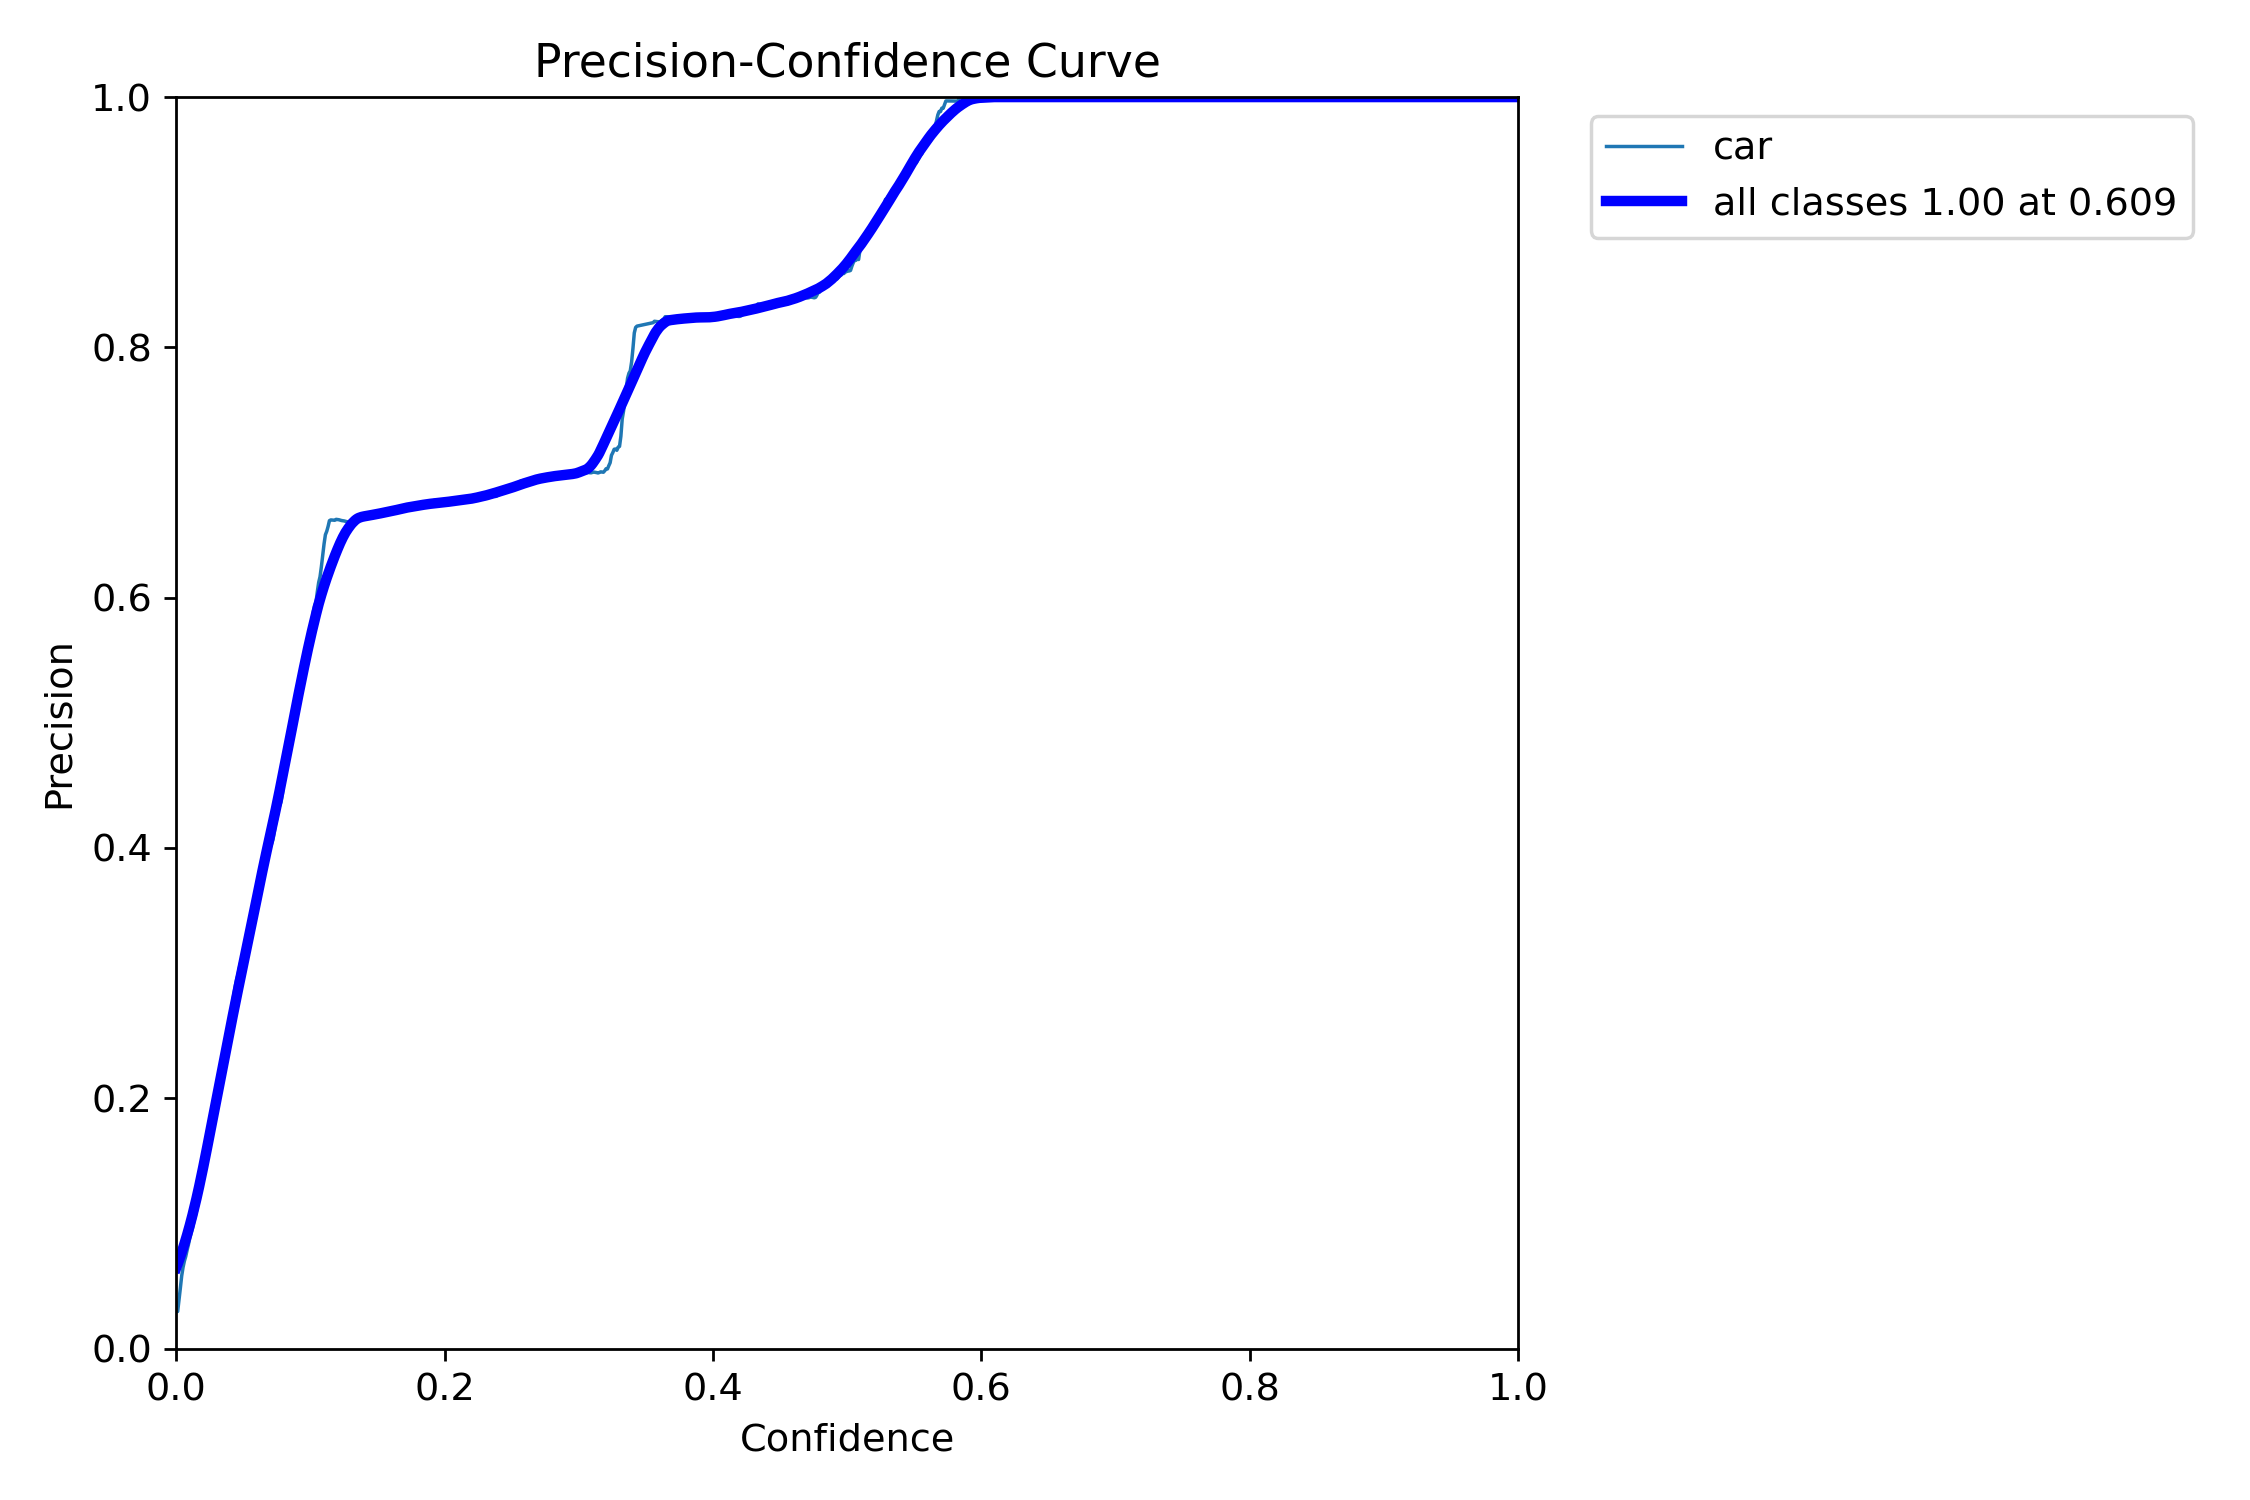 Precision-Confidence Curve
1.0
0.8
0.6
0.4
0.2
0.0
Precision
0.0 0.2 0.4 0.6 0.8 1.0
Confidence
car
all classes 1.00 at 0.609